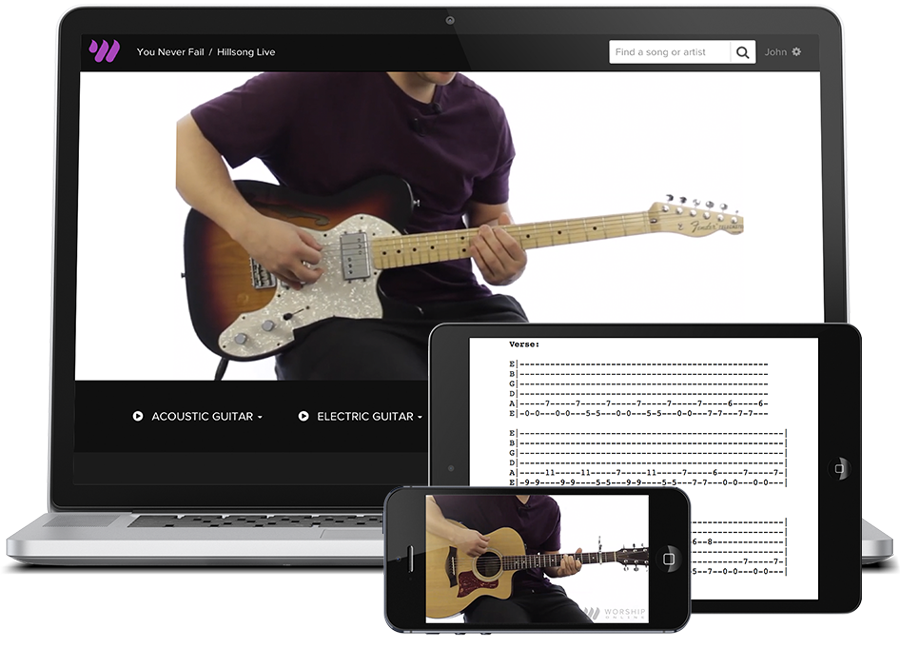 You Never Fail / Hillsong Live
Find a song or artist
John
Fender
ACOUSTIC GUITAR
ELECTRIC GUITAR
Verse:
E|-----------------------------------------------
B|-----------------------------------------------
G|-----------------------------------------------
D|-----------------------------------------------
A|-----7-----7-----7-----7-----7-----7-----6-----6--
E|-0-0---0-0---5-5---0-0---5-5---0-0---7-7---7-7---
E|--------------------------------------------------|
B|--------------------------------------------------|
G|--------------------------------------------------|
D|--------------------------------------------------|
A|-----11----11----7-----11----7-----6-----7-----7--|
E|-9-9---9-9---5-5---9-9---5-5---7-7---0-0---0-0---|
6--8
7-----7-
5-7---0-0---0-0--
WORSHIP
ONLINE